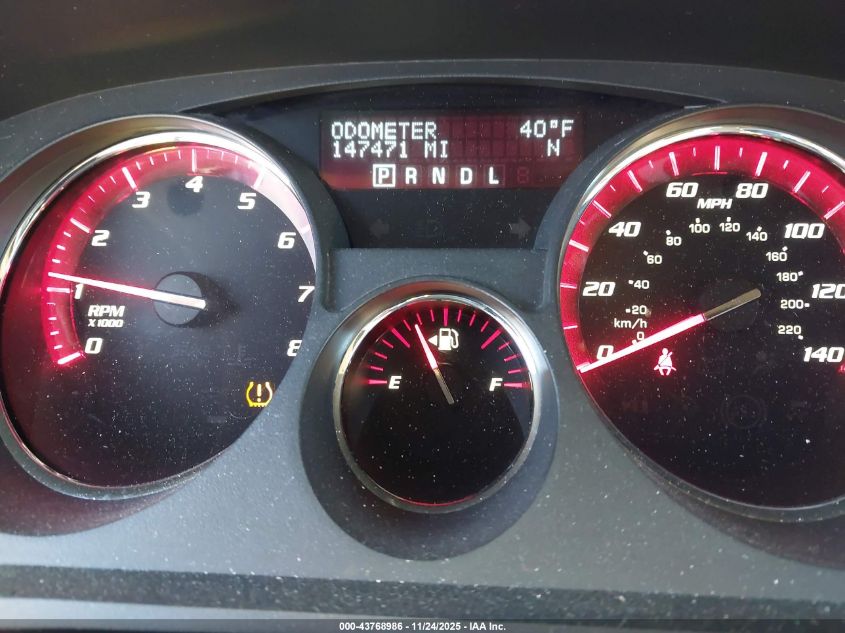 ODOMETER 40°F
147471 MI N
P R N D L
0 1 2 3 4 5 6 7 8
RPM
X1000
E F
0 20 40 60 80 100 120 140
MPH
0 20 40 60 80 100 120 140 160 180 200 220
km/h
000-43768986 - 11/24/2025 - IAA Inc.